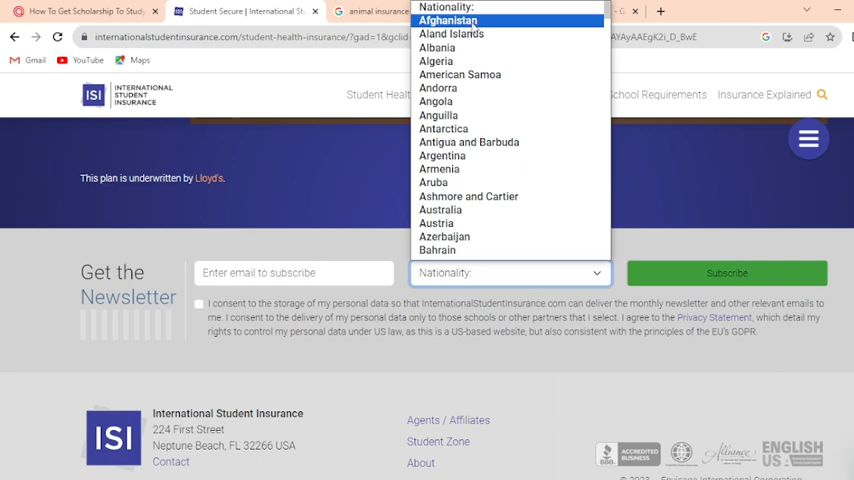 How To Get Scholarship To Study
Student Secure | International St
animal insurance
internationalstudentinsurance.com/student-health-insurance/?gad=1&gclid
AYAyAAEgK2i_D_BwE
Gmail
YouTube
Maps
ISI
INTERNATIONAL
STUDENT
INSURANCE
Student Healt
School Requirements
Insurance Explained
Nationality:
Afghanistan
Aland Islands
Albania
Algeria
American Samoa
Andorra
Angola
Anguilla
Antarctica
Antigua and Barbuda
Argentina
Armenia
Aruba
Ashmore and Cartier
Australia
Austria
Azerbaijan
Bahrain
This plan is underwritten by Lloyd's.
Get the
Newsletter
Enter email to subscribe
Nationality:
Subscribe
I consent to the storage of my personal data so that InternationalStudentInsurance.com can deliver the monthly newsletter and other relevant emails to
me. I consent to the delivery of my personal data only to those schools or other partners that I select. I agree to the Privacy Statement, which detail my
rights to control my personal data under US law, as this is a US-based website, but also consistent with the principles of the EU's GDPR.
ISI
International Student Insurance
224 First Street
Neptune Beach, FL 32266 USA
Contact
Agents / Affiliates
Student Zone
About
BBB
ACCREDITED
BUSINESS
Alliance
ENGLISH
US